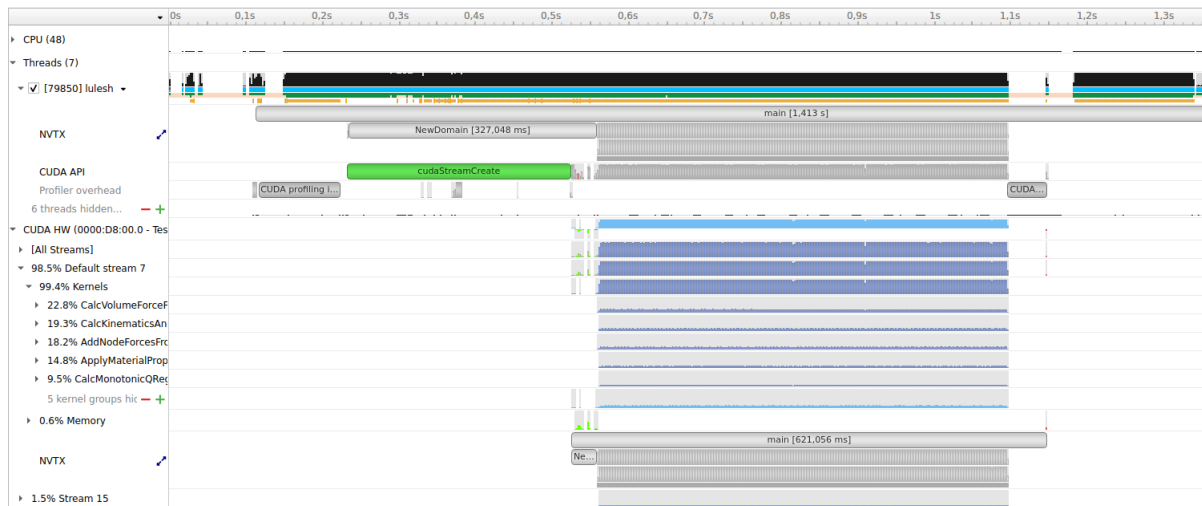 0s 0,1s 0,2s 0,3s 0,4s 0,5s 0,6s 0,7s 0,8s 0,9s 1s 1,1s 1,2s 1,3s
CPU (48)
Threads (7)
[79850] lulesh
main [1,413 s]
NVTX
NewDomain [327,048 ms]
CUDA API
cudaStreamCreate
Profiler overhead
CUDA profiling i...
CUDA...
6 threads hidden...
CUDA HW (0000:D8:00.0 - Tes
[All Streams]
98.5% Default stream 7
99.4% Kernels
22.8% CalcVolumeForceF
19.3% CalcKinematicsAn
18.2% AddNodeForcesFro
14.8% ApplyMaterialProp
9.5% CalcMonotonicQReg
5 kernel groups hid
0.6% Memory
main [621,056 ms]
NVTX
Ne...
1.5% Stream 15